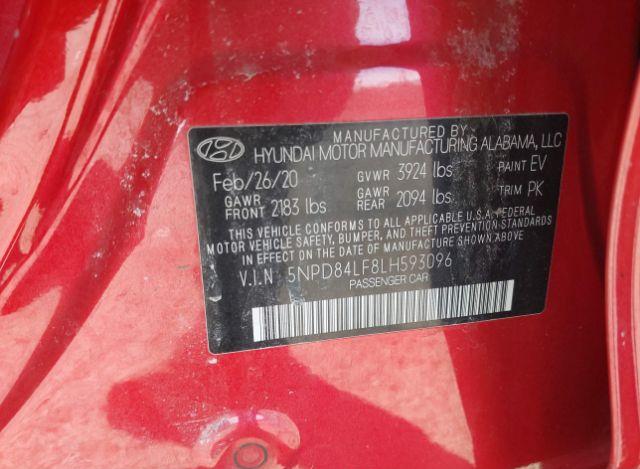 MANUFACTURED BY
HYUNDAI MOTOR MANUFACTURING ALABAMA, LLC
Feb/26/20 GVWR 3924 lbs PAINT EV
GAWR FRONT 2183 lbs GAWR REAR 2094 lbs TRIM PK
THIS VEHICLE CONFORMS TO ALL APPLICABLE U.S.A. FEDERAL
MOTOR VEHICLE SAFETY, BUMPER, AND THEFT PREVENTION
STANDARDS IN EFFECT ON THE DATE OF MANUFACTURE
SHOWN ABOVE.
V.I.N 5NPD84LF8LH593096
PASSENGER CAR